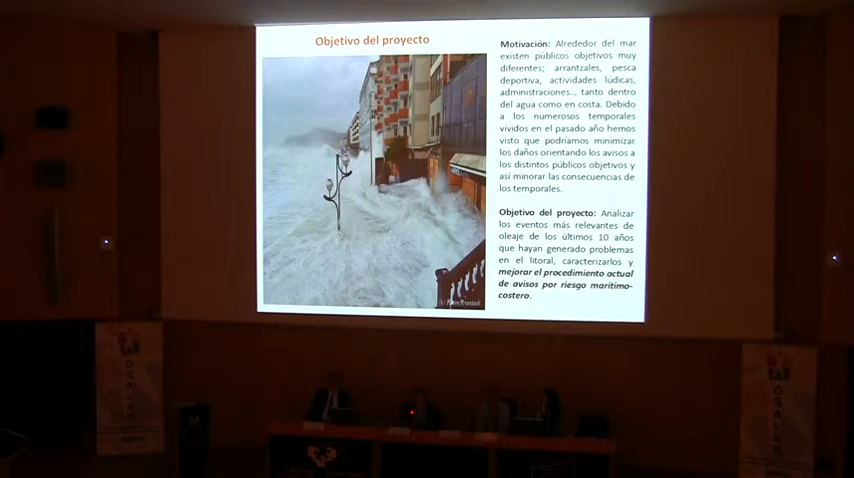 Objetivo del proyecto
Motivación: Alrededor del mar
existen públicos objetivos muy
diferentes; arrantzales, pesca
deportiva, actividades lúdicas,
administraciones... tanto dentro
del agua como en costa. Debido
a los numerosos temporales
vividos en el pasado año hemos
visto que podríamos minimizar
los daños orientando los avisos a
los distintos públicos objetivos y
así minorar las consecuencias de
los temporales.
Objetivo del proyecto: Analizar
los eventos más relevantes de
oleaje de los últimos 10 años
que hayan generado problemas
en el litoral, caracterizarlos y
mejorar el procedimiento actual
de avisos por riesgo marítimo-
costero.
OSALAN
OSALAN